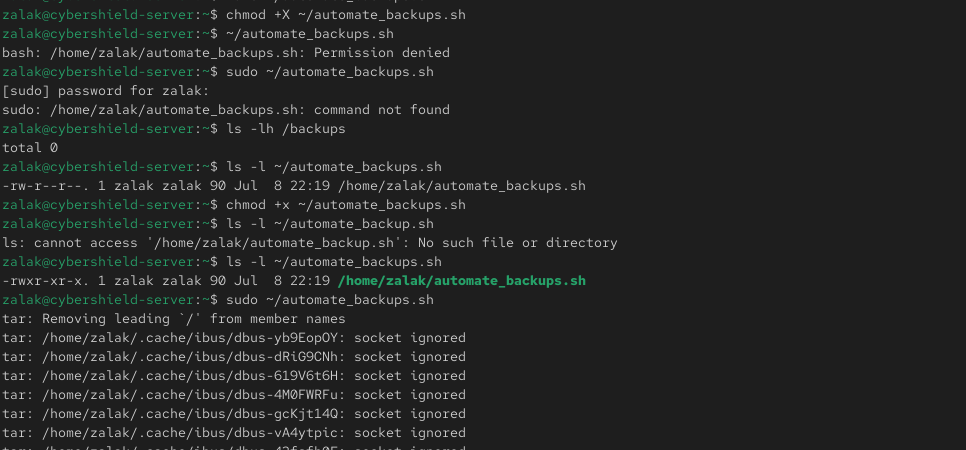 zalak@cybershield-server:~$ chmod +X ~/automate_backups.sh
zalak@cybershield-server:~$ ~/automate_backups.sh
bash: /home/zalak/automate_backups.sh: Permission denied
zalak@cybershield-server:~$ sudo ~/automate_backups.sh
[sudo] password for zalak:
sudo: /home/zalak/automate_backups.sh: command not found
zalak@cybershield-server:~$ ls -lh /backups
total 0
zalak@cybershield-server:~$ ls -l ~/automate_backups.sh
-rw-r--r--. 1 zalak zalak 90 Jul  8 22:19 /home/zalak/automate_backups.sh
zalak@cybershield-server:~$ chmod +x ~/automate_backups.sh
zalak@cybershield-server:~$ ls -l ~/automate_backup.sh
ls: cannot access '/home/zalak/automate_backup.sh': No such file or directory
zalak@cybershield-server:~$ ls -l ~/automate_backups.sh
-rwxr-xr-x. 1 zalak zalak 90 Jul  8 22:19 /home/zalak/automate_backups.sh
zalak@cybershield-server:~$ sudo ~/automate_backups.sh
tar: Removing leading `/' from member names
tar: /home/zalak/.cache/ibus/dbus-yb9EopOY: socket ignored
tar: /home/zalak/.cache/ibus/dbus-dRiG9CNh: socket ignored
tar: /home/zalak/.cache/ibus/dbus-619V6t6H: socket ignored
tar: /home/zalak/.cache/ibus/dbus-4M0FWRFu: socket ignored
tar: /home/zalak/.cache/ibus/dbus-gcKjt14Q: socket ignored
tar: /home/zalak/.cache/ibus/dbus-vA4ytpic: socket ignored